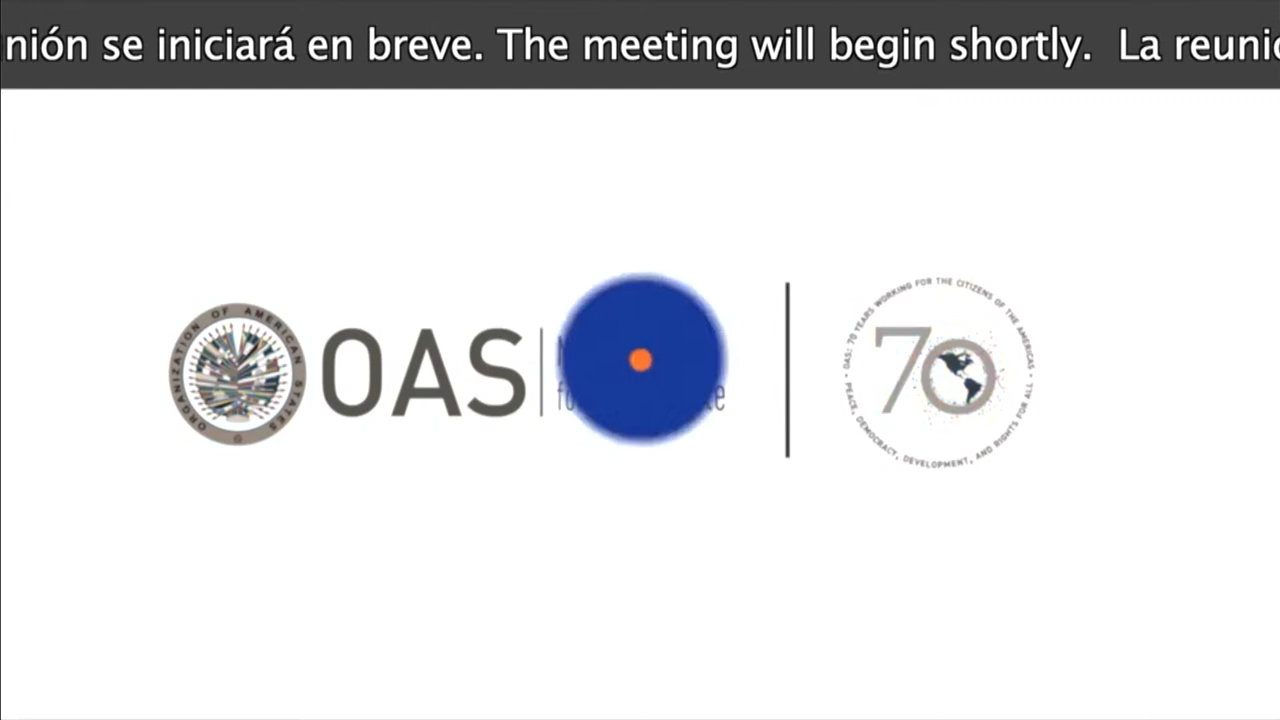 nión se iniciará en breve. The meeting will begin shortly. La reunió
ORGANIZATION OF AMERICAN STATES
OAS
OAS: 70 YEARS WORKING FOR THE CITIZENS OF THE AMERICAS
70
PEACE, DEMOCRACY, DEVELOPMENT, AND RIGHTS FOR ALL